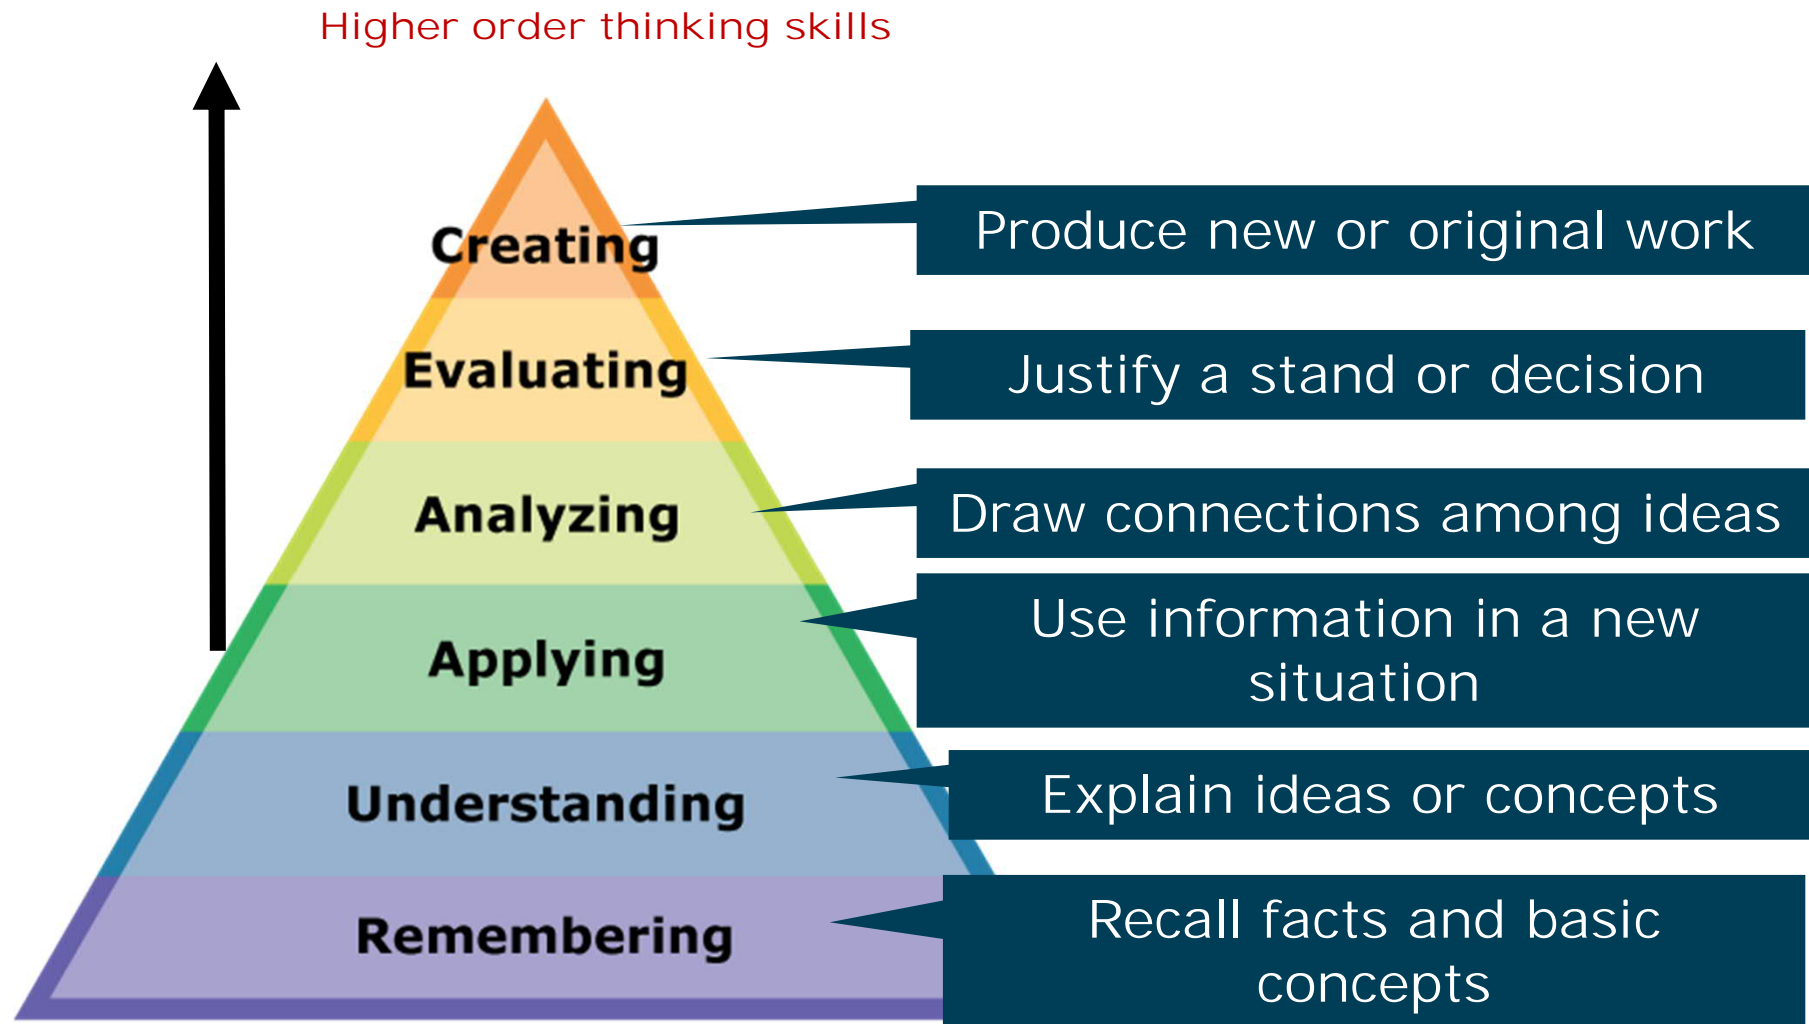 Higher order thinking skills
Creating
Produce new or original work
Evaluating
Justify a stand or decision
Analyzing
Draw connections among ideas
Applying
Use information in a new
situation
Understanding
Explain ideas or concepts
Remembering
Recall facts and basic
concepts